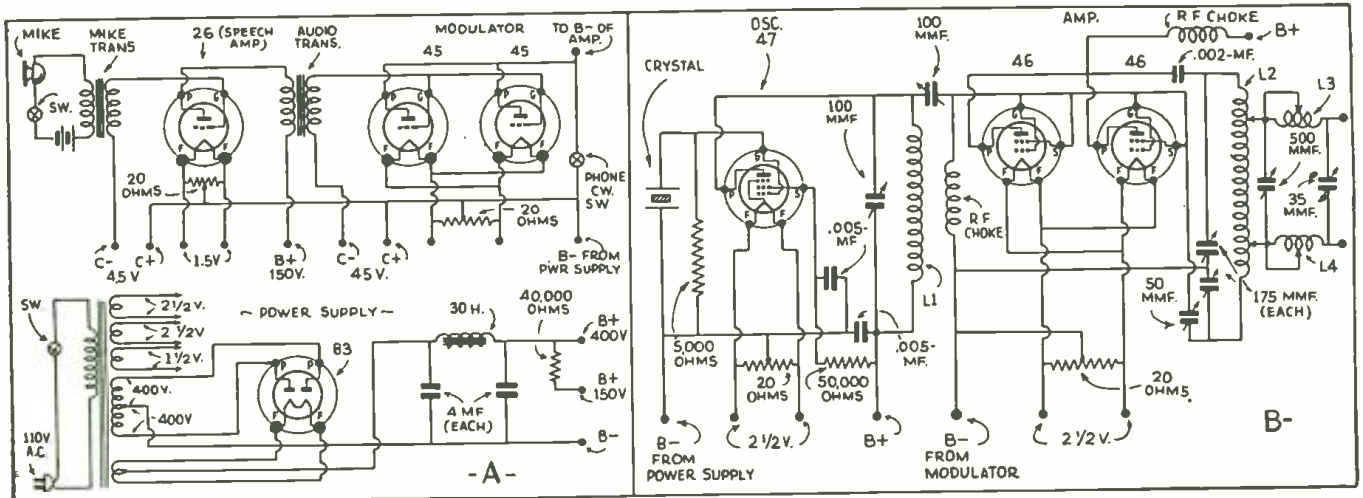 MIKE
MIKE
TRANS
26 (SPEECH
AMP)
AUDIO
TRANS.
MODULATOR
45
45
TO B- OF
AMP.
SW.
P
G
P
G
P
G
F
F
F
F
F
F
20
OHMS
20
OHMS
PHONE
CW.
SW
C-
4.5 V.
C+
1.5V.
B+
150V.
C-
45 V.
C+
B- FROM
PWR SUPPLY
SW
2 1/2 V.
2 1/2 V
1 1/2 V.
400V.
-400V
110V
A.C
~ POWER SUPPLY ~
83
P
P
F
F
30 H.
40,000
OHMS
B+
400V
B+
150V
4 MF
(EACH)
B-
-A-
OSC.
47
CRYSTAL
100
MMF
100
MMF.
G
P
S
F
F
.005-
MF.
L1
5,000
OHMS
20
OHMS
50,000
OHMS
.005-
MF.
B-
FROM
POWER SUPPLY
2 1/2 V.
B+
AMP.
46
46
R F CHOKE
B+
.002-MF.
L2
L3
G
P
S
F
F
G
P
S
F
F
R F
CHOKE
500
MMF.
35
MMF.
L4
50
MMF.
175 MMF.
(EACH)
20
OHMS
B-
FROM
MODULATOR
2 1/2 V.
B-